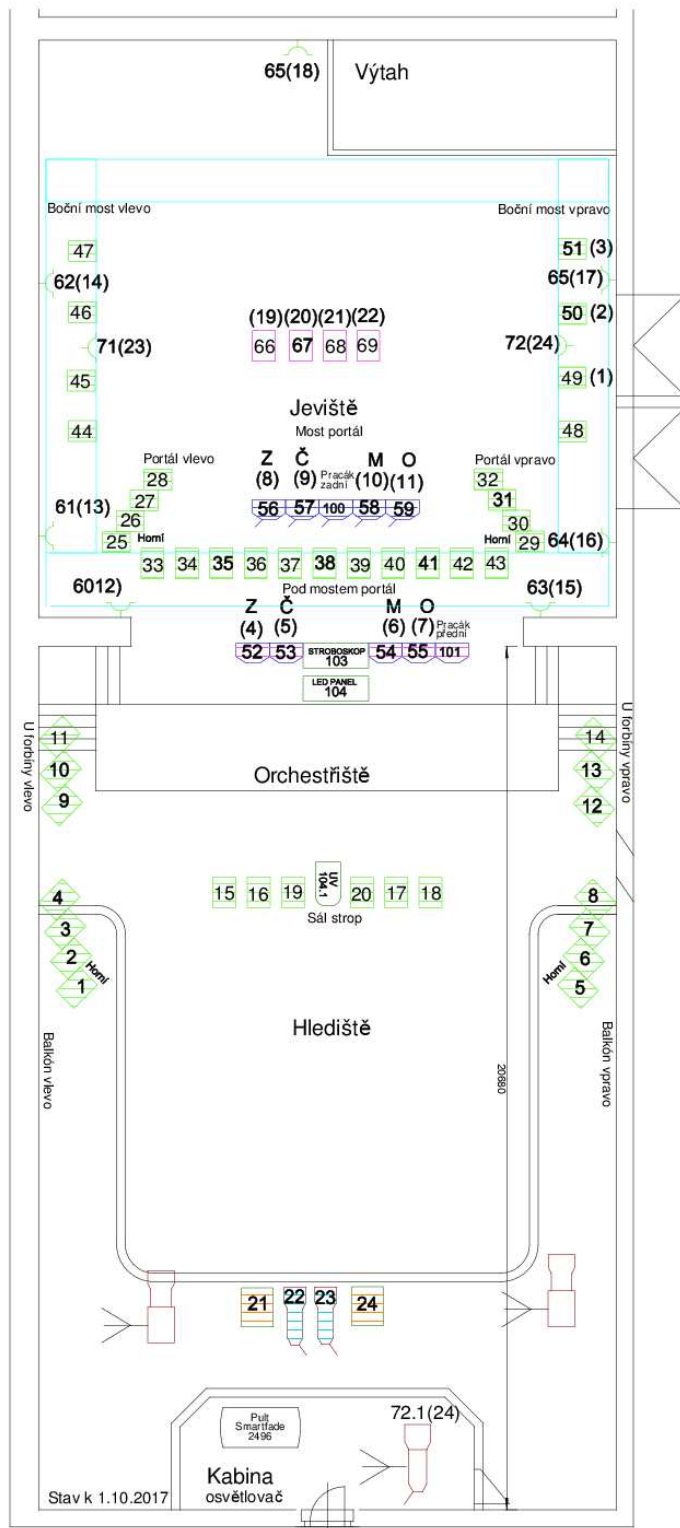 65(18)
Výtah
Boční most vlevo
Boční most vpravo
47
51 (3)
62(14)
65(17)
46
50 (2)
(19) (20) (21) (22)
66 67 68 69
71(23)
72(24)
45
49 (1)
Jeviště
Most portál
44
48
Portál vlevo
Portál vpravo
Z Č M O
(8) (9) Pracák zadní (10) (11)
56 57 100 58 59
28
32
27
31
61(13)
26
30
25
Horní
Horní
29
64(16)
33 34 35 36 37 38 39 40 41 42 43
Pod mostem portál
6012
63(15)
Z Č M O
(4) (5) (6) (7) Pracák přední
52 53 STROBOSKOP 103 54 55 101
LED PANEL
104
U forbíny vlevo
U forbíny vpravo
11
14
10
13
9
12
Orchestřiště
15 16 19 UV 104.1 20 17 18
Sál strop
4
8
3
7
2
6
1
5
Horní
Horní
Hlediště
Balkón vlevo
Balkón vpravo
20680
21 22 23 24
Pult
Smartfade
2496
72.1(24)
Kabina
osvětlovač
Stav k 1.10.2017